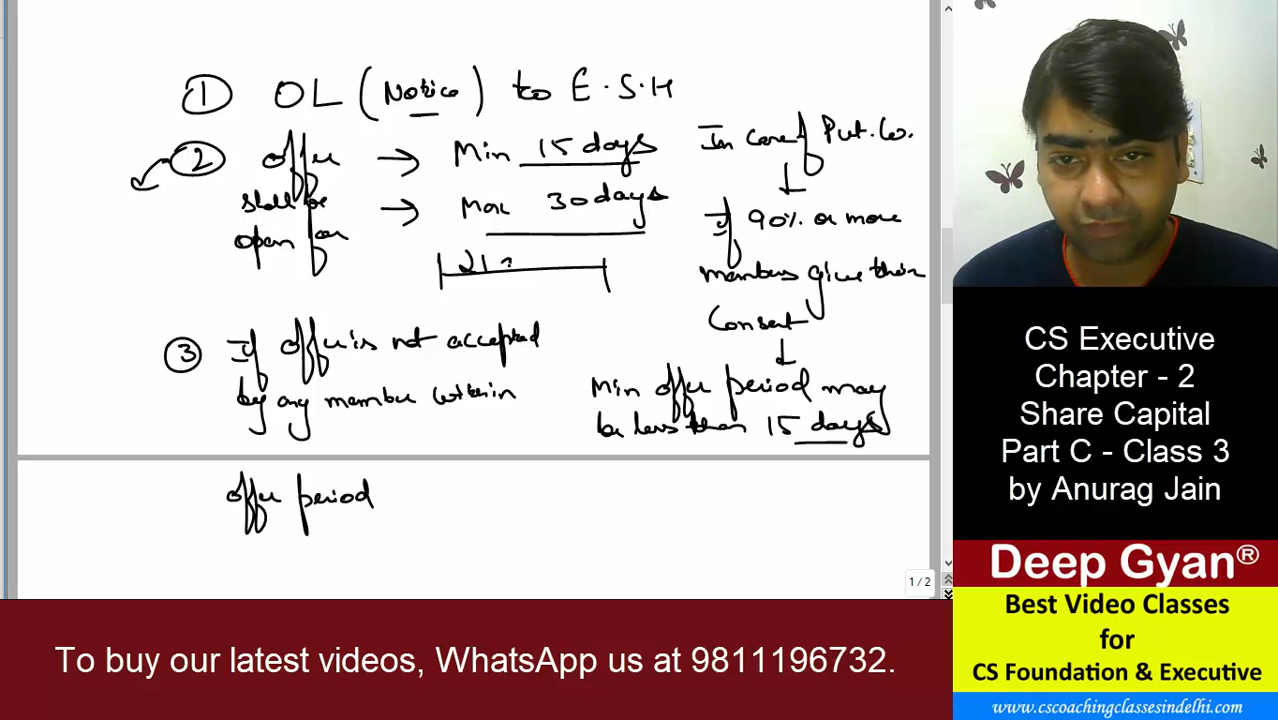 ① OL (Notice) to E.S.H
② offer → Min 15 days
shall be → Max 30 days
open for
21
③ If offer is not accepted
by any member within
offer period
In case of Pvt. Co.
↓
If 90% or more
members give their
Consent
↓
Min offer period may
be less than 15 days
1/2
CS Executive
Chapter - 2
Share Capital
Part C - Class 3
by Anurag Jain
Deep Gyan®
Best Video Classes
for
CS Foundation & Executive
www.cscoachingclassesindelhi.com
To buy our latest videos, WhatsApp us at 9811196732.